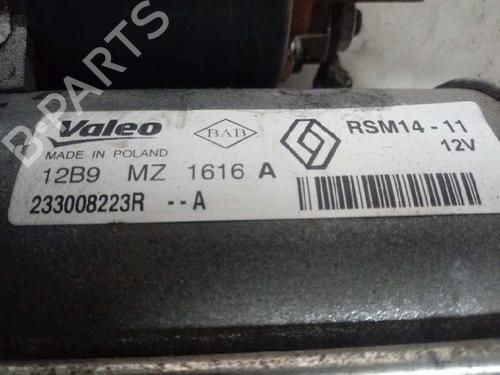 Valeo BAB RSM14-11
MADE IN POLAND 12V
12B9 MZ 1616 A
233008223R --A
B-PARTS